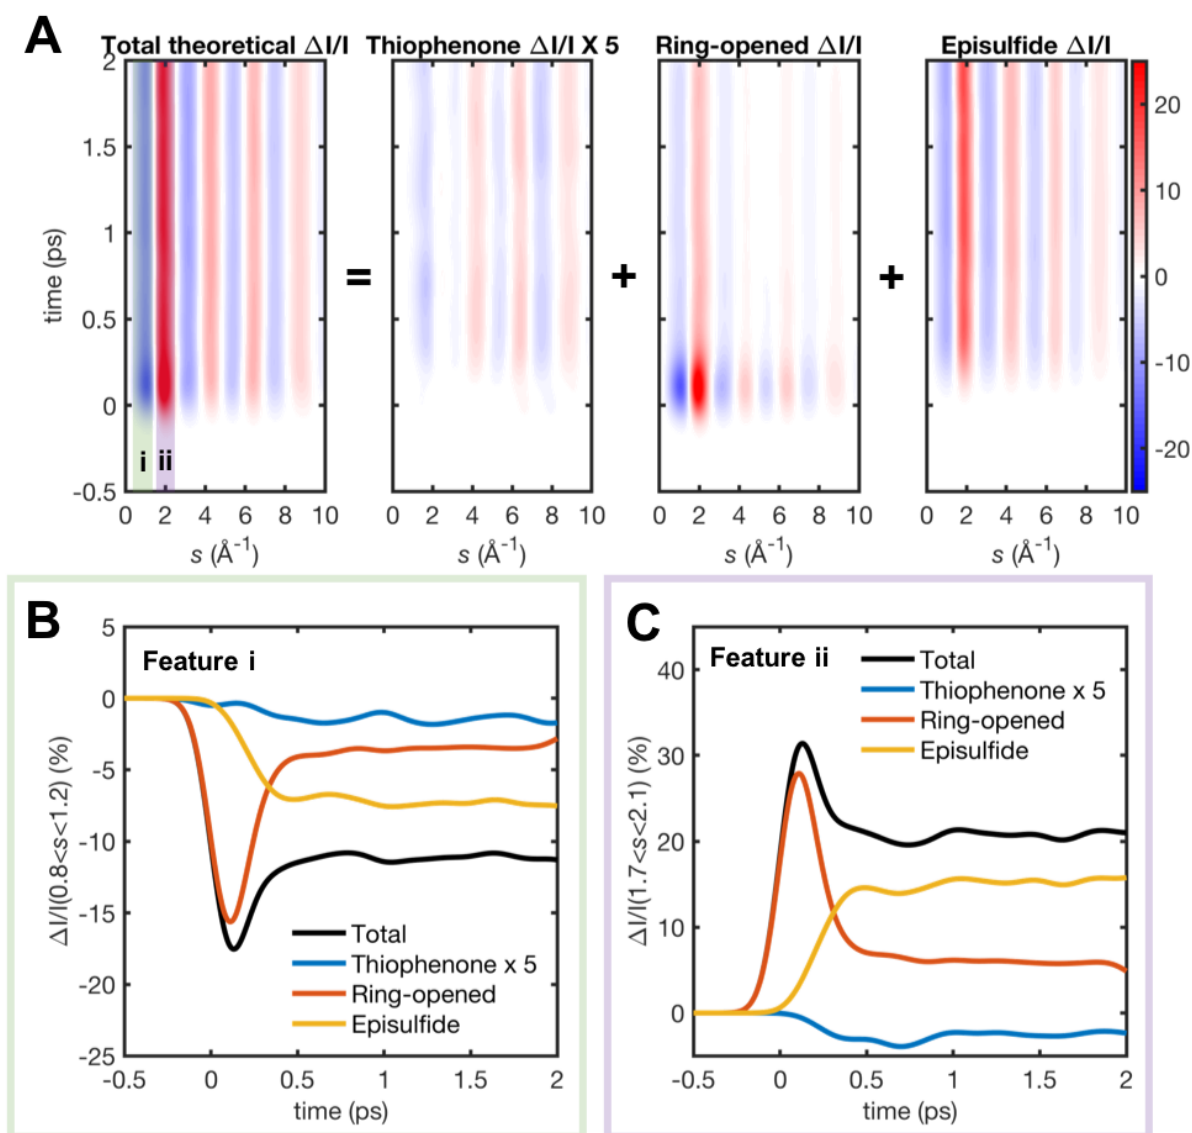 A
Total theoretical ΔI/I Thiophenone ΔI/I X 5 Ring-opened ΔI/I Episulfide ΔI/I
2
1.5
1
0.5
0
-0.5
time (ps)
i ii
= + +
20
10
0
-10
-20
0 2 4 6 8 10 2 4 6 8 10 0 2 4 6 8 10 0 2 4 6 8 10
s (Å⁻¹) s (Å⁻¹) s (Å⁻¹) s (Å⁻¹)
B
Feature i
5
0
-5
-10
-15
-20
-25
ΔI/I(0.8<s<1.2) (%)
Total
Thiophenone x 5
Ring-opened
Episulfide
-0.5 0 0.5 1 1.5 2
time (ps)
C
Feature ii
Total
Thiophenone x 5
Ring-opened
Episulfide
40
30
20
10
0
ΔI/I(1.7<s<2.1) (%)
-0.5 0 0.5 1 1.5 2
time (ps)